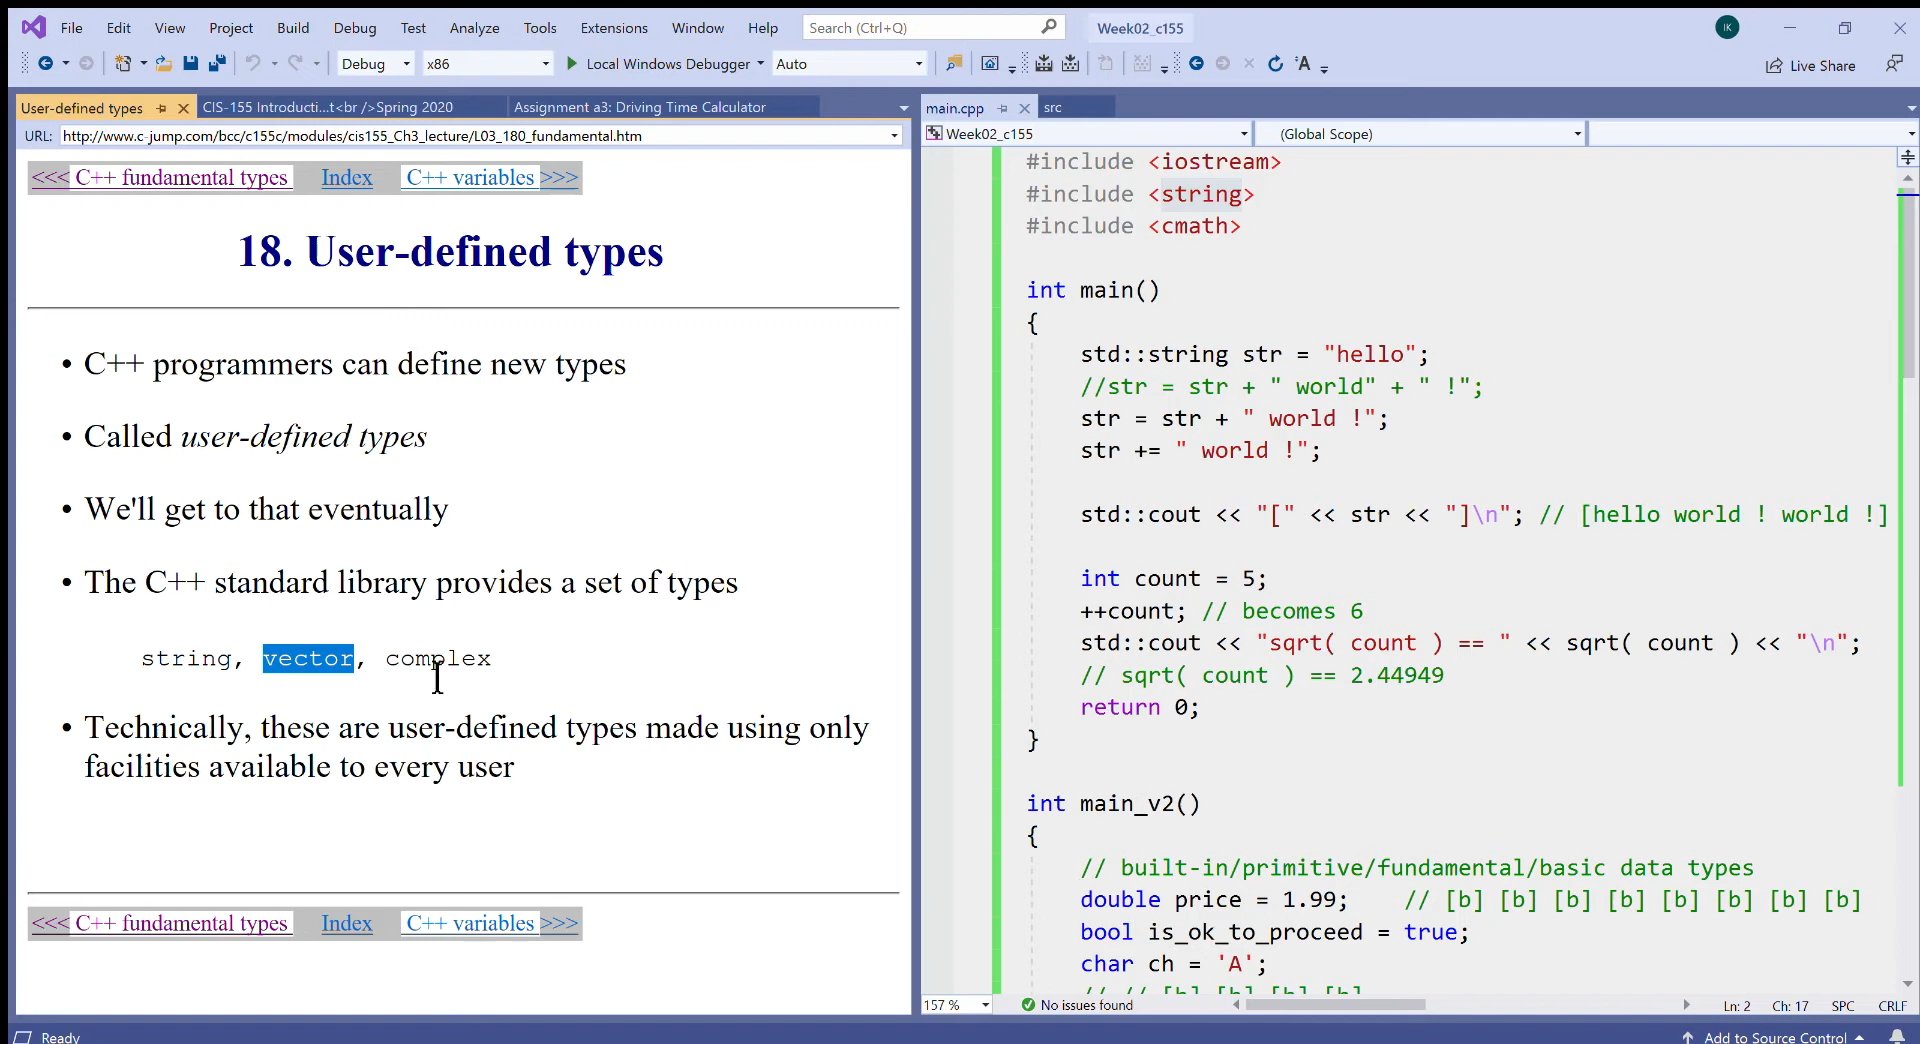 File Edit View Project Build Debug Test Analyze Tools Extensions Window Help Search (Ctrl+Q) Week02_c155 IK
Debug x86 Local Windows Debugger Auto Live Share
User-defined types CIS-155 Introducti...t<br />Spring 2020 Assignment a3: Driving Time Calculator
URL: http://www.c-jump.com/bcc/c155c/modules/cis155_Ch3_lecture/L03_180_fundamental.htm
<<< C++ fundamental types Index C++ variables >>>
18. User-defined types
• C++ programmers can define new types
• Called user-defined types
• We'll get to that eventually
• The C++ standard library provides a set of types
string, vector, complex
• Technically, these are user-defined types made using only
facilities available to every user
<<< C++ fundamental types Index C++ variables >>>
main.cpp src
Week02_c155 (Global Scope)
#include <iostream>
#include <string>
#include <cmath>
int main()
{
std::string str = "hello";
//str = str + " world" + " !";
str = str + " world !";
str += " world !";
std::cout << "[" << str << "]\n"; // [hello world ! world !]
int count = 5;
++count; // becomes 6
std::cout << "sqrt( count ) == " << sqrt( count ) << "\n";
// sqrt( count ) == 2.44949
return 0;
}
int main_v2()
{
// built-in/primitive/fundamental/basic data types
double price = 1.99; // [b] [b] [b] [b] [b] [b] [b] [b]
bool is_ok_to_proceed = true;
char ch = 'A';
// // [b] [b] [b] [b]
157 % No issues found Ln: 2 Ch: 17 SPC CRLF
Ready Add to Source Control